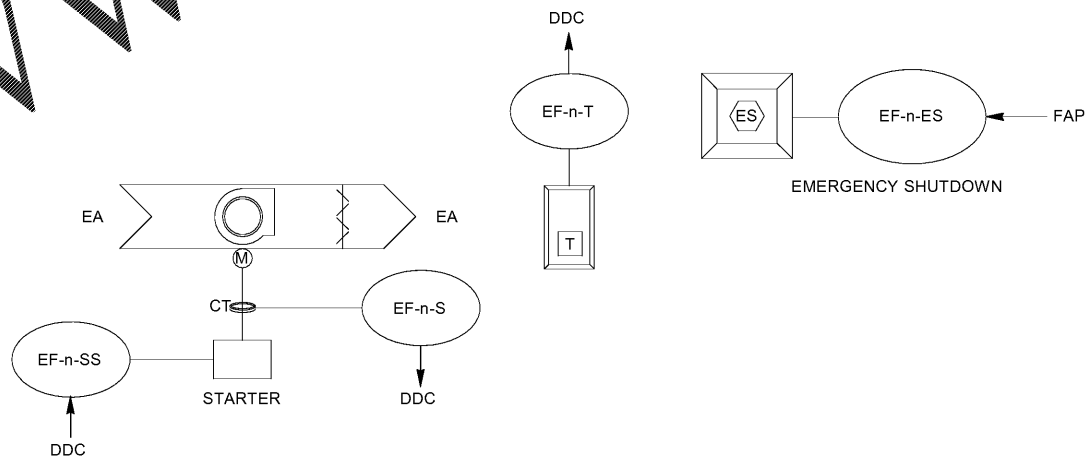 DDC
EF-n-T
ES
EF-n-ES
FAP
EMERGENCY SHUTDOWN
EA
EA
T
M
CT
EF-n-S
EF-n-SS
STARTER
DDC
DDC